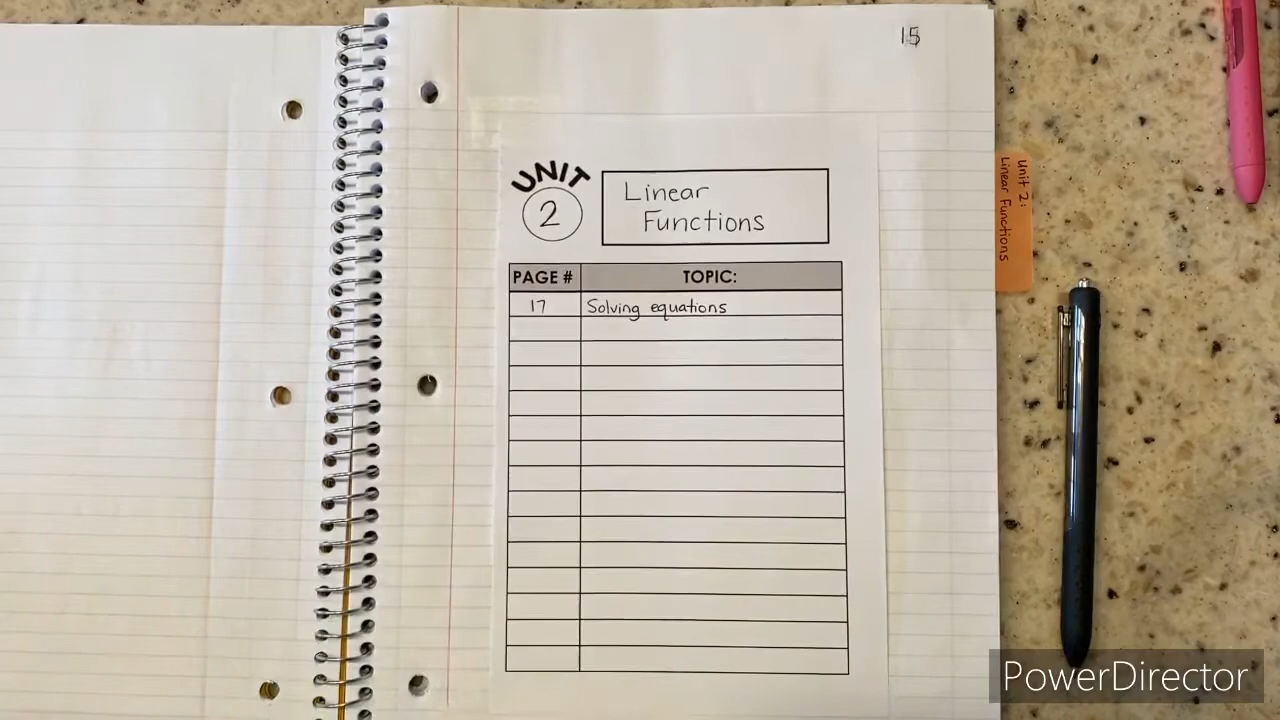 15
UNIT
2
Linear
Functions
PAGE # TOPIC:
17 Solving equations
Unit 2:
Linear Functions
PowerDirector